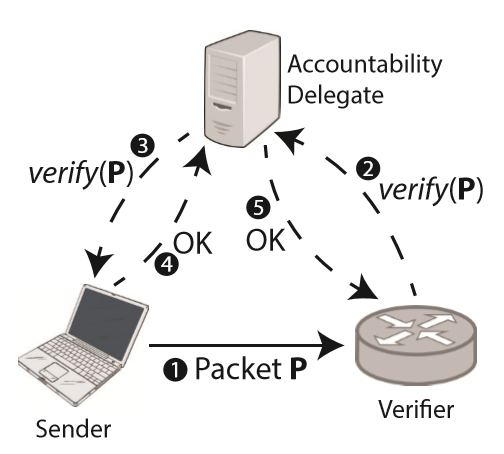 Accountability
Delegate
❸
verify(P)
❷
verify(P)
❺
OK
OK
❹
❶ Packet P
Sender
Verifier